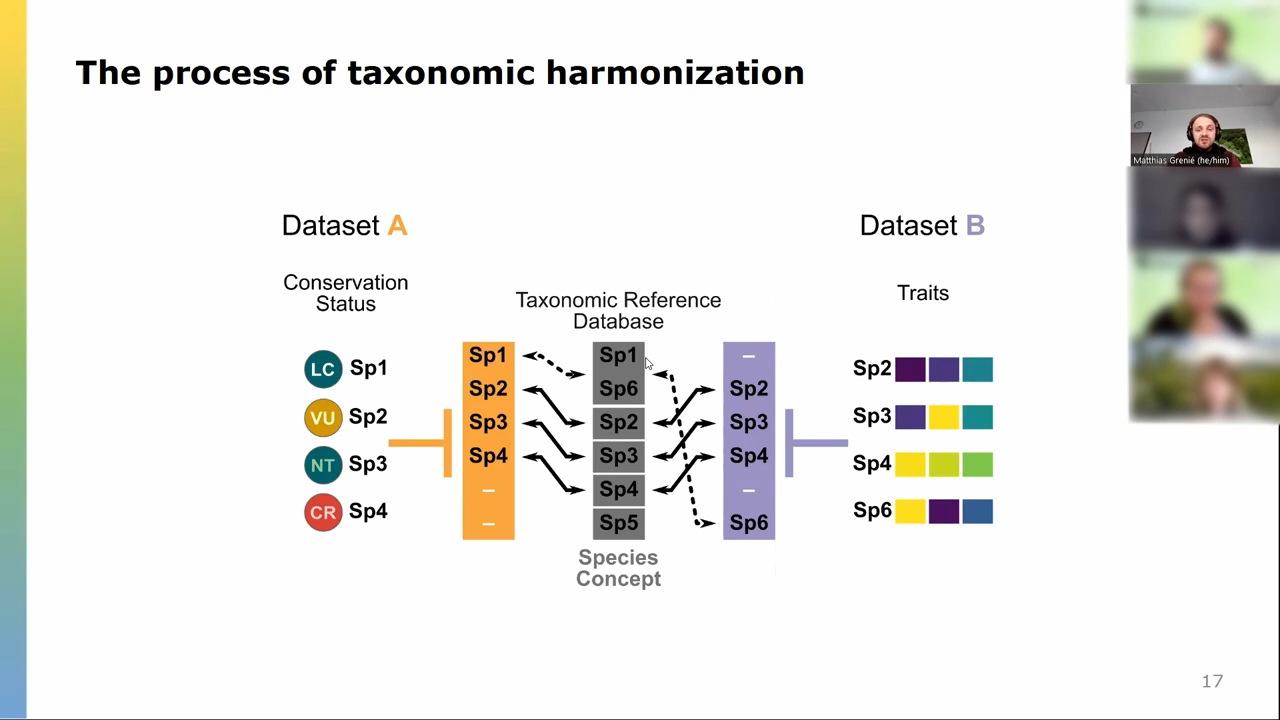 The process of taxonomic harmonization
Matthias Grenié (he/him)
Dataset A
Dataset B
Conservation
Status
Taxonomic Reference
Database
Traits
LC Sp1
VU Sp2
NT Sp3
CR Sp4
Sp1
Sp2
Sp3
Sp4
–
–
Sp1
Sp6
Sp2
Sp3
Sp4
Sp5
–
Sp2
Sp3
Sp4
–
Sp6
Sp2
Sp3
Sp4
Sp6
Species
Concept
17